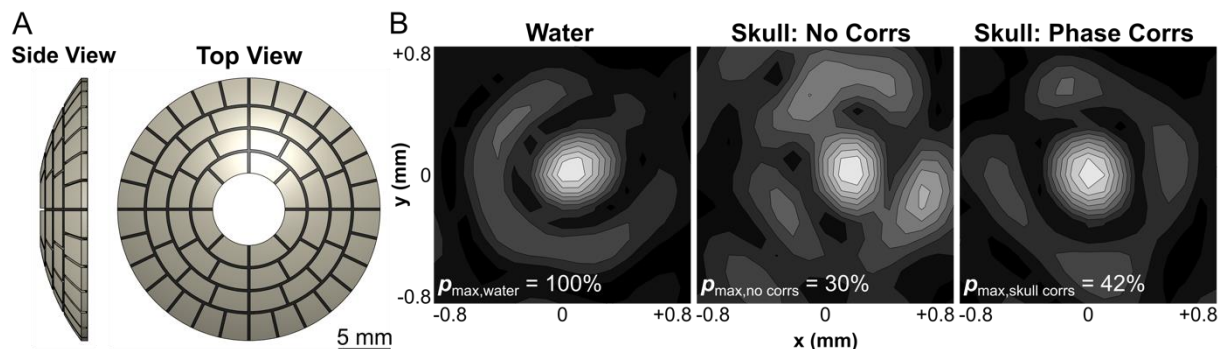 A
Side View
Top View
5 mm
B
Water
Skull: No Corrs
Skull: Phase Corrs
y (mm)
+0.8
0
-0.8
pmax,water = 100%
pmax,no corrs = 30%
pmax,skull corrs = 42%
-0.8 0 +0.8 -0.8 0 +0.8 -0.8 0 +0.8
x (mm)